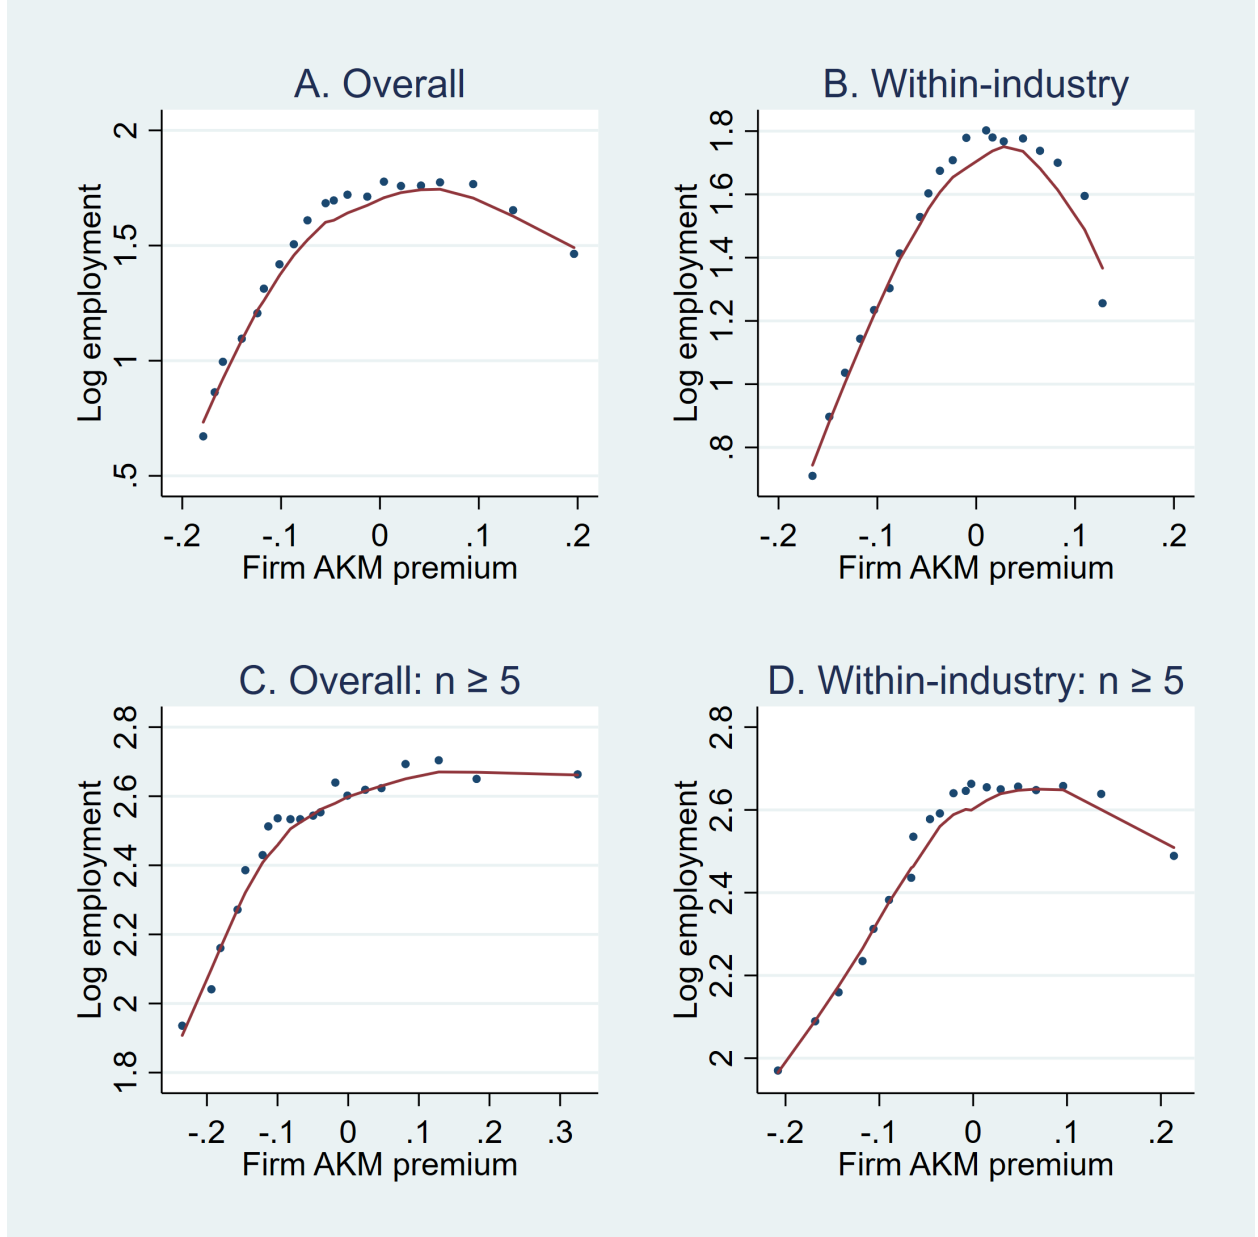 A. Overall
Log employment
2
1.5
1
.5
-.2 -.1 0 .1 .2
Firm AKM premium
B. Within-industry
Log employment
1.8
1.6
1.4
1.2
1
.8
-.2 -.1 0 .1 .2
Firm AKM premium
C. Overall: n ≥ 5
Log employment
2.8
2.6
2.4
2.2
2
1.8
-.2 -.1 0 .1 .2 .3
Firm AKM premium
D. Within-industry: n ≥ 5
Log employment
2.8
2.6
2.4
2.2
2
-.2 -.1 0 .1 .2
Firm AKM premium